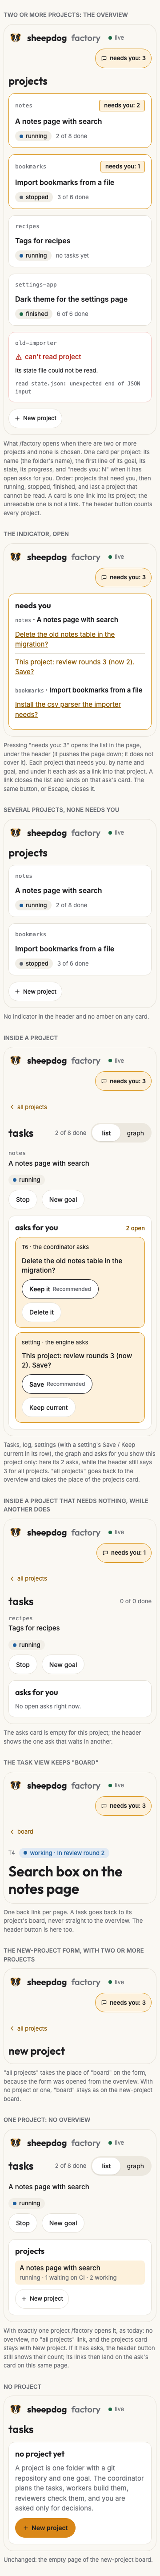 TWO OR MORE PROJECTS: THE OVERVIEW
sheepdog factory live
needs you: 3
projects
notes needs you: 2
A notes page with search
running 2 of 8 done
bookmarks needs you: 1
Import bookmarks from a file
stopped 3 of 6 done
recipes
Tags for recipes
running no tasks yet
settings-app
Dark theme for the settings page
finished 6 of 6 done
old-importer
can't read project
Its state file could not be read.
read state.json: unexpected end of JSON
input
+ New project
What /factory opens when there are two or more
projects and none is chosen. One card per project: its
name (the folder's name), the first line of its goal, its
state, its progress, and "needs you: N" when it has
open asks for you. Order: projects that need you, then
running, stopped, finished, and last a project that
cannot be read. A card is one link into its project; the
unreadable one is not a link. The header button counts
every project.
THE INDICATOR, OPEN
sheepdog factory live
needs you: 3
needs you
notes · A notes page with search
Delete the old notes table in the
migration?
This project: review rounds 3 (now 2).
Save?
bookmarks · Import bookmarks from a file
Install the csv parser the importer
needs?
Pressing "needs you: 3" opens the list in the page,
under the header (it pushes the page down; it does not
cover it). Each project that needs you, by name and
goal, and under it each ask as a link into that project. A
link closes the list and lands on that ask's card. The
same button, or Escape, closes it.
SEVERAL PROJECTS, NONE NEEDS YOU
sheepdog factory live
projects
notes
A notes page with search
running 2 of 8 done
bookmarks
Import bookmarks from a file
stopped 3 of 6 done
+ New project
No indicator in the header and no amber on any card.
INSIDE A PROJECT
sheepdog factory live
needs you: 3
all projects
tasks 2 of 8 done list graph
notes
A notes page with search
running
Stop New goal
asks for you 2 open
T6 · the coordinator asks
Delete the old notes table in the
migration?
Keep it Recommended
Delete it
setting · the engine asks
This project: review rounds 3 (now
2). Save?
Save Recommended
Keep current
Tasks, log, settings (with a setting's Save / Keep
current in its row), the graph and asks for you show this
project only: here its 2 asks, while the header still says
3 for all projects. "all projects" goes back to the
overview and takes the place of the projects card.
INSIDE A PROJECT THAT NEEDS NOTHING, WHILE
ANOTHER DOES
sheepdog factory live
needs you: 1
all projects
tasks 0 of 0 done
recipes
Tags for recipes
running
Stop New goal
asks for you
No open asks right now.
The asks card is empty for this project; the header
shows the one ask that waits in another.
THE TASK VIEW KEEPS "BOARD"
sheepdog factory live
needs you: 3
board
T4 working · in review round 2
Search box on the
notes page
One back link per page. A task goes back to its
project's board, never straight to the overview. The
header button is here too.
THE NEW-PROJECT FORM, WITH TWO OR MORE
PROJECTS
sheepdog factory live
needs you: 3
all projects
new project
"all projects" takes the place of "board" on the form,
because the form was opened from the overview. With
no project or one, "board" stays as on the new-project
board.
ONE PROJECT: NO OVERVIEW
sheepdog factory live
tasks 2 of 8 done list graph
A notes page with search
running
Stop New goal
projects
A notes page with search
running · 1 waiting on CI · 2 working
+ New project
With exactly one project /factory opens it, as today: no
overview, no "all projects" link, and the projects card
stays with New project. If it has asks, the header button
still shows their count; its links then land on the ask's
card on this same page.
NO PROJECT
sheepdog factory live
tasks
no project yet
A project is one folder with a git
repository and one goal. The coordinator
plans the tasks, workers build them,
reviewers check them, and you are
asked only for decisions.
+ New project
Unchanged: the empty page of the new-project board.